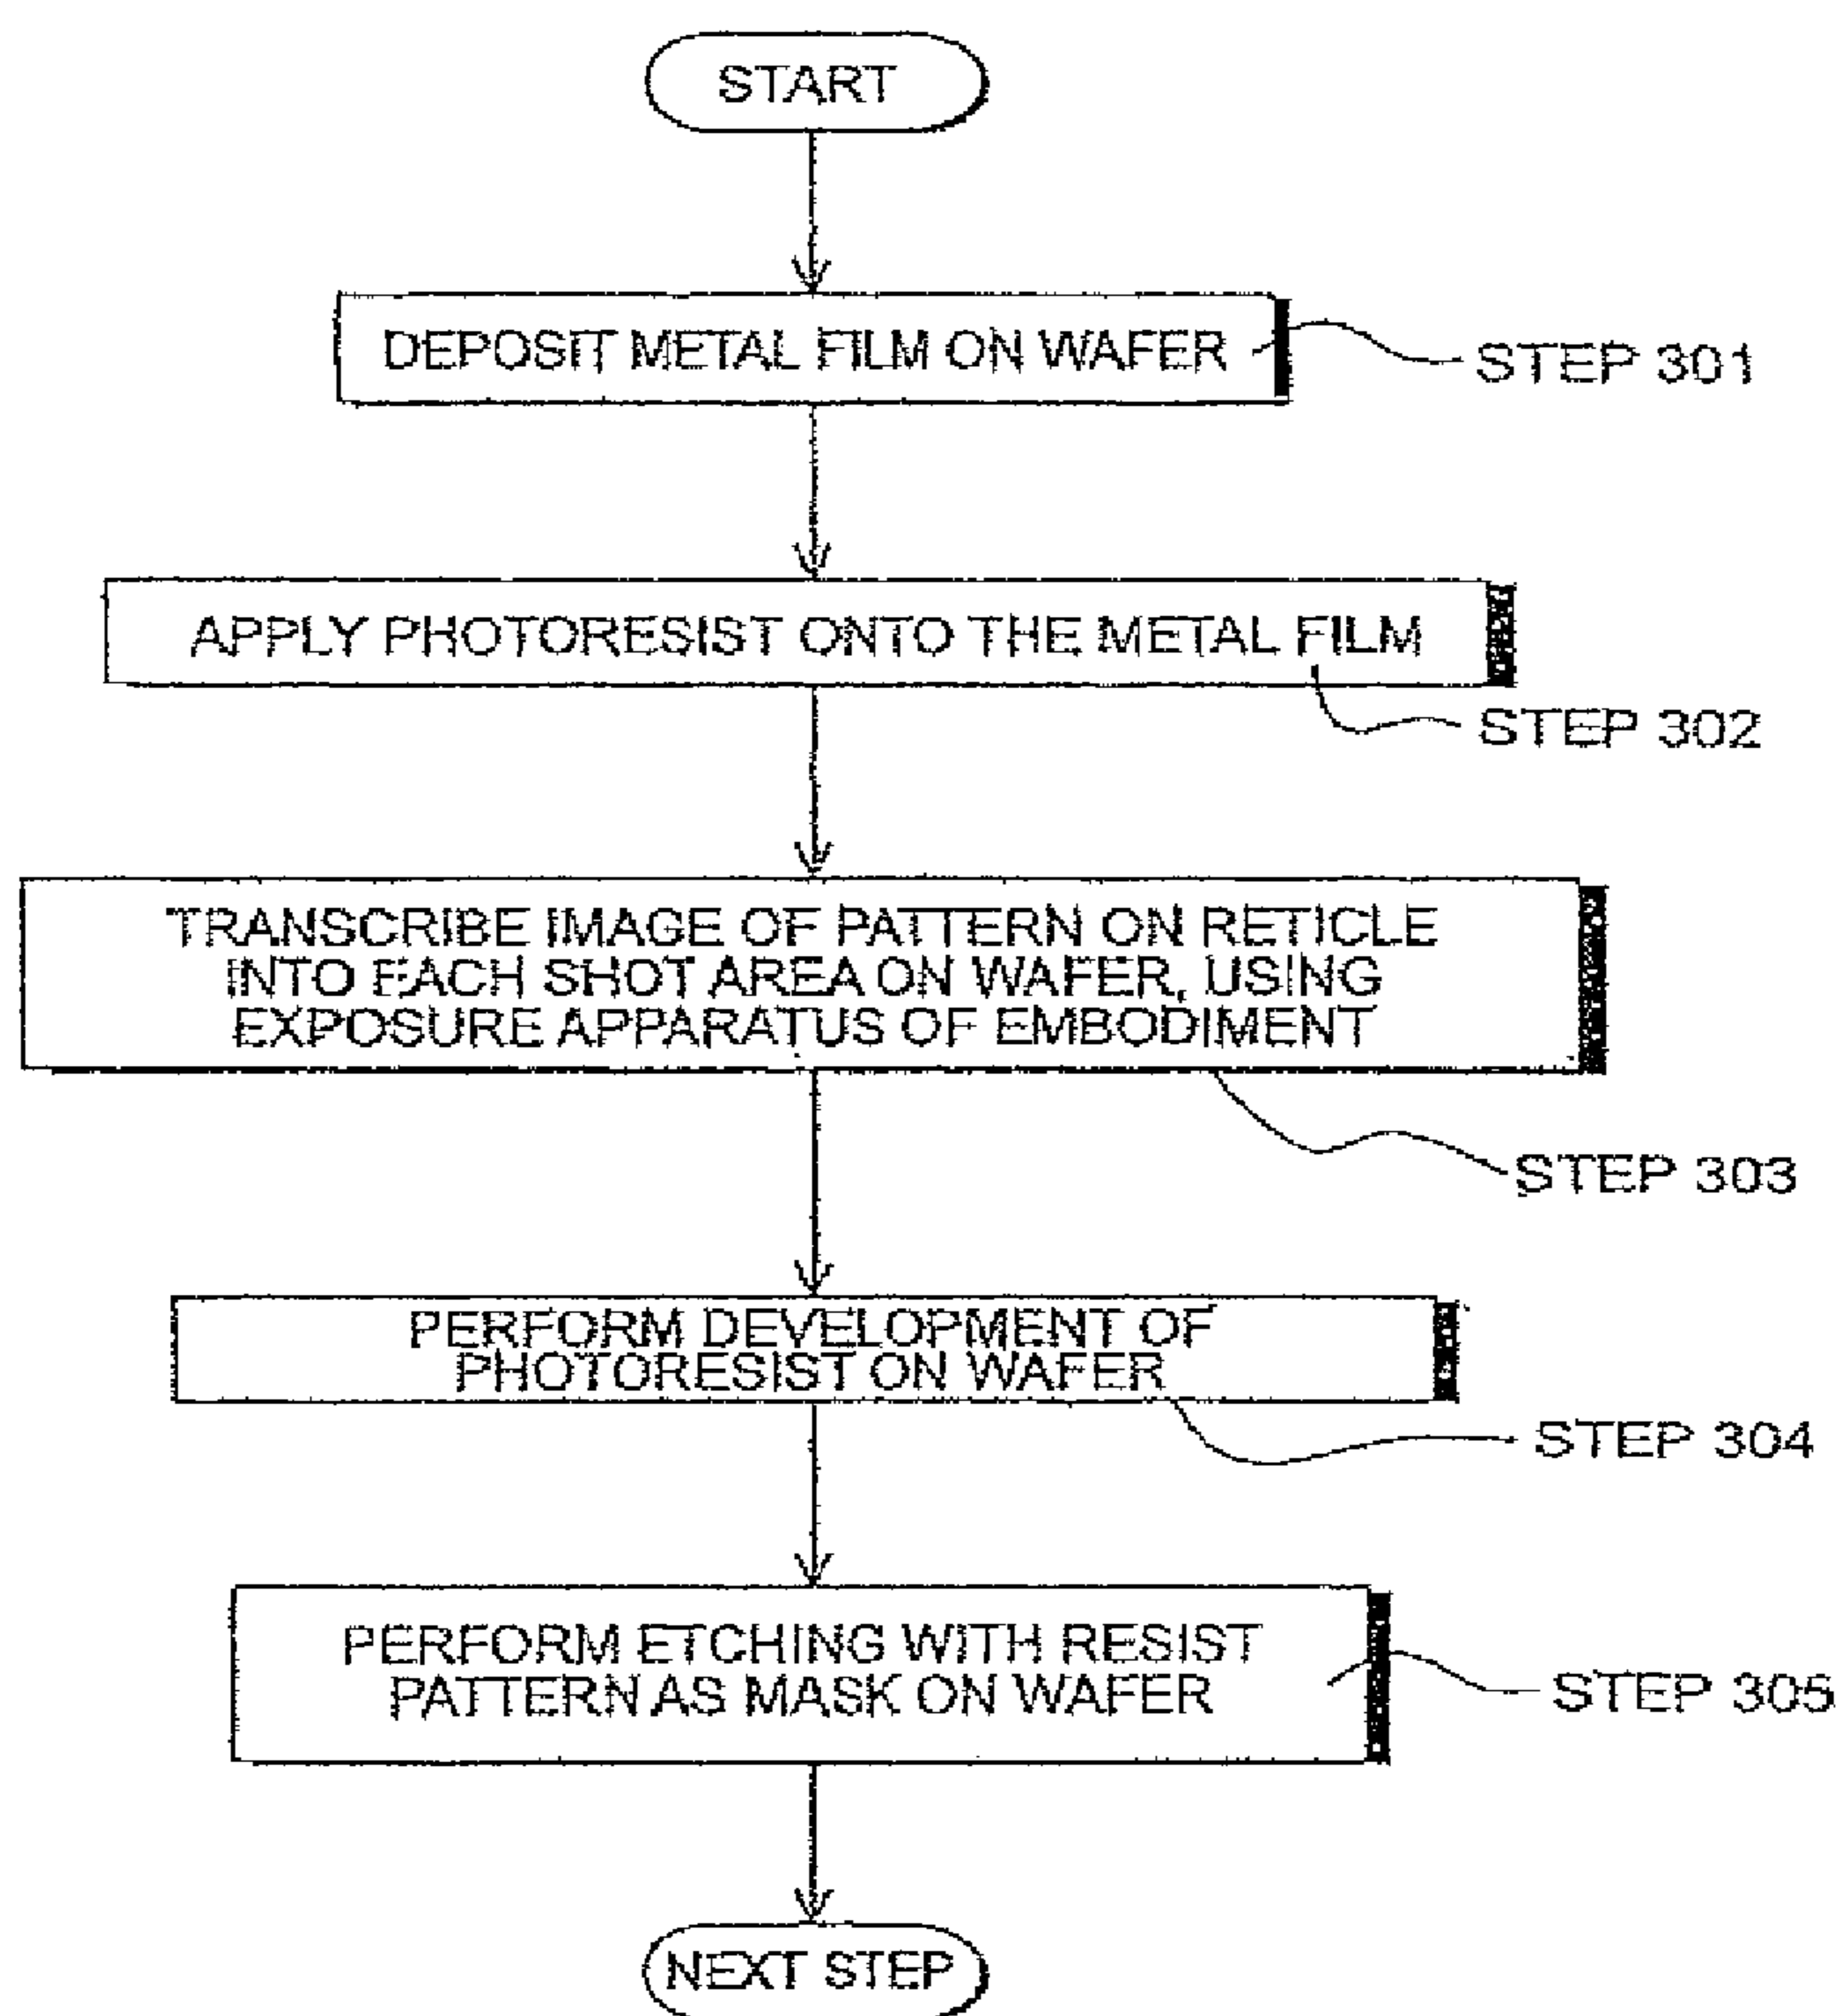 START
DEPOSIT METAL FILM ON WAFER
STEP 301
APPLY PHOTORESIST ONTO THE METAL FILM
STEP 302
TRANSCRIBE IMAGE OF PATTERN ON RETICLE
INTO EACH SHOT AREA ON WAFER, USING
EXPOSURE APPARATUS OF EMBODIMENT
STEP 303
PERFORM DEVELOPMENT OF
PHOTORESIST ON WAFER
STEP 304
PERFORM ETCHING WITH RESIST
PATTERN AS MASK ON WAFER
STEP 305
NEXT STEP